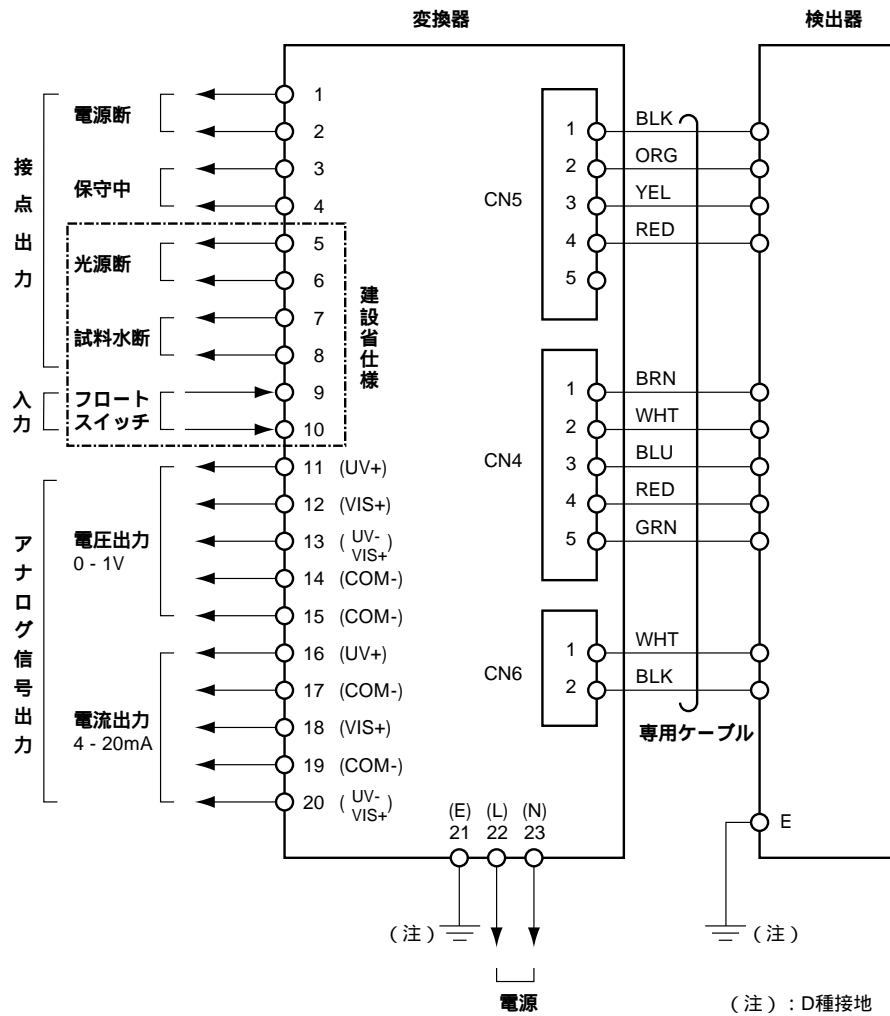 変換器
検出器
接点出力
電源断
1
2
保守中
3
4
光源断
5
6
試料水断
7
8
建設省仕様
入力
フロート
スイッチ
9
10
アナログ信号出力
電圧出力
0 - 1V
11 (UV+)
12 (VIS+)
13 ( UV-
VIS+ )
14 (COM-)
15 (COM-)
電流出力
4 - 20mA
16 (UV+)
17 (COM-)
18 (VIS+)
19 (COM-)
20 ( UV-
VIS+ )
CN5
1 BLK
2 ORG
3 YEL
4 RED
5
CN4
1 BRN
2 WHT
3 BLU
4 RED
5 GRN
CN6
1 WHT
2 BLK
専用ケーブル
(E) (L) (N)
21 22 23
E
(注)
(注)
電源
(注):D種接地